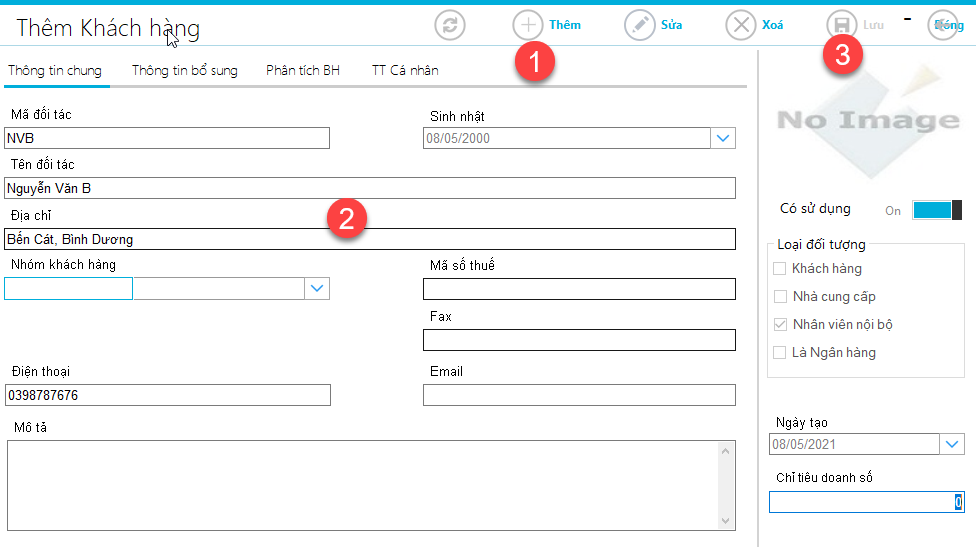 Thêm Khách hàng
Thêm
Sửa
Xoá
Lưu
Đóng
1
3
Thông tin chung
Thông tin bổ sung
Phân tích BH
TT Cá nhân
No Image
Mã đối tác
Sinh nhật
NVB
08/05/2000
Tên đối tác
Nguyễn Văn B
Có sử dụng
On
Địa chỉ
2
Bến Cát, Bình Dương
Loại đối tượng
Nhóm khách hàng
Mã số thuế
Khách hàng
Nhà cung cấp
Fax
Nhân viên nội bộ
Là Ngân hàng
Điện thoại
Email
0398787676
Mô tả
Ngày tạo
08/05/2021
Chỉ tiêu doanh số
0